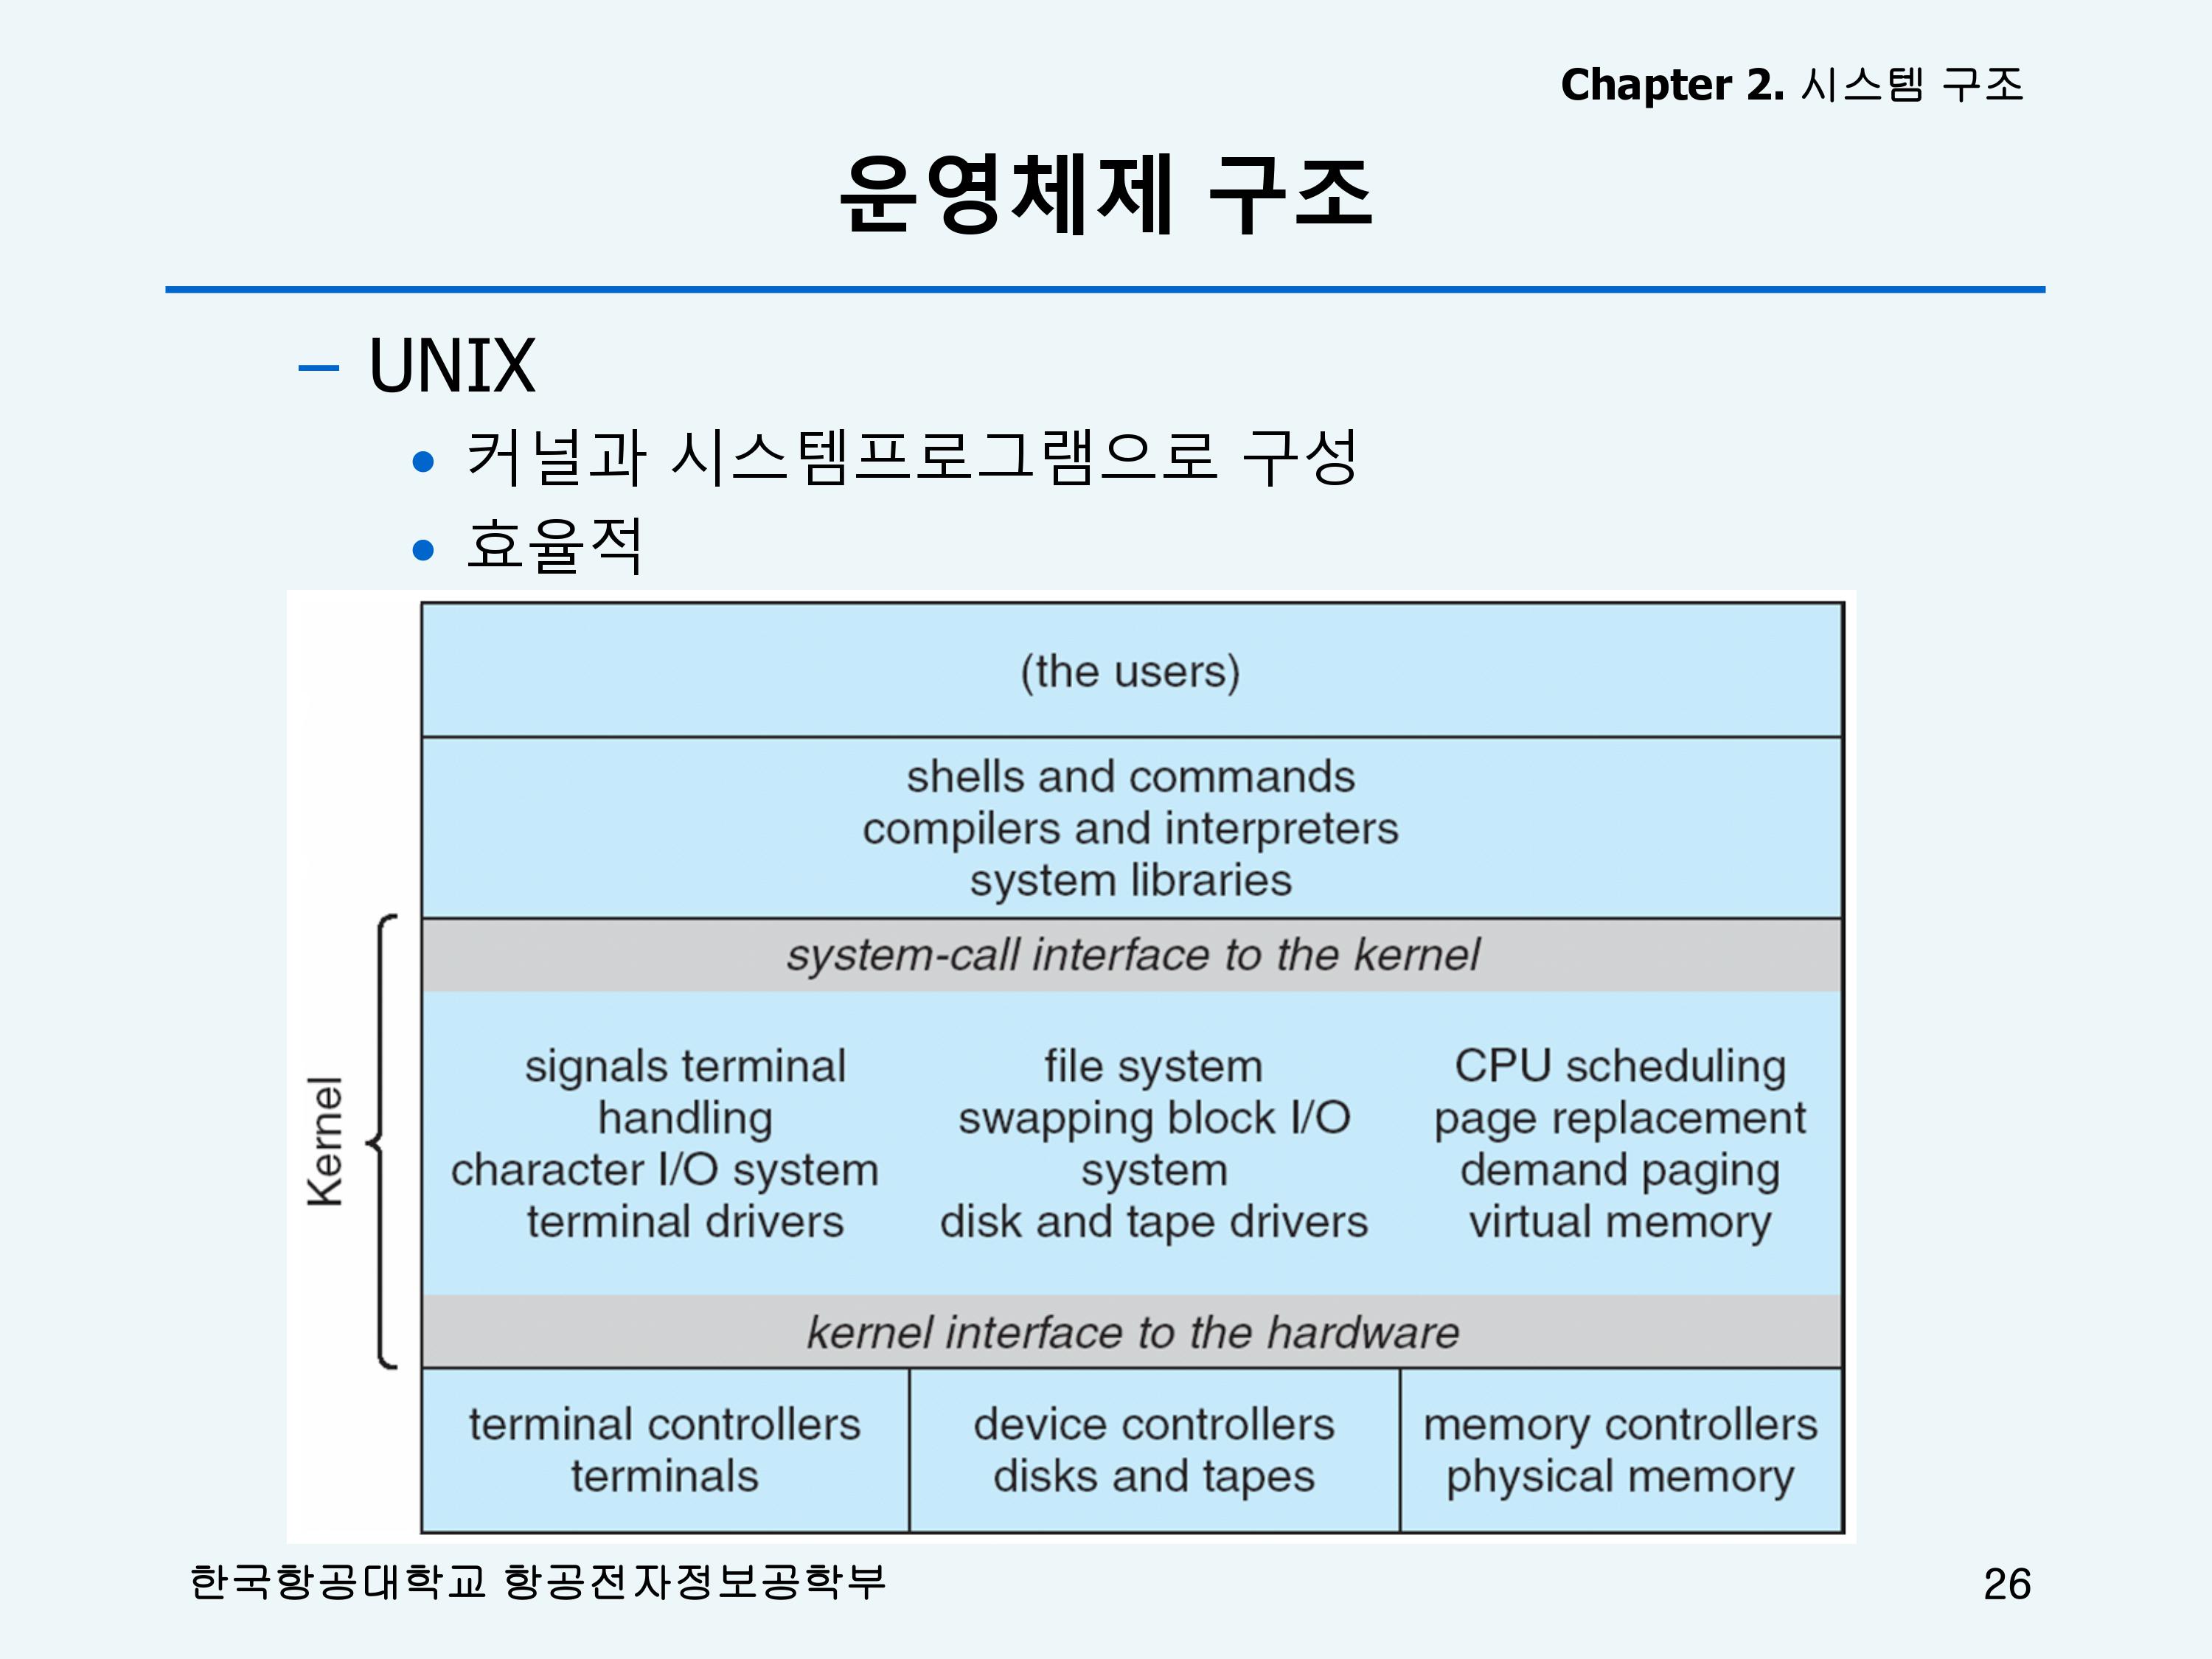 Chapter 2. 시스템 구조
운영체제 구조
– UNIX
• 커널과 시스템프로그램으로 구성
• 효율적
(the users)
shells and commands
compilers and interpreters
system libraries
system-call interface to the kernel
Kernel
signals terminal
handling
character I/O system
terminal drivers
file system
swapping block I/O
system
disk and tape drivers
CPU scheduling
page replacement
demand paging
virtual memory
kernel interface to the hardware
terminal controllers
terminals
device controllers
disks and tapes
memory controllers
physical memory
한국항공대학교 항공전자정보공학부
26